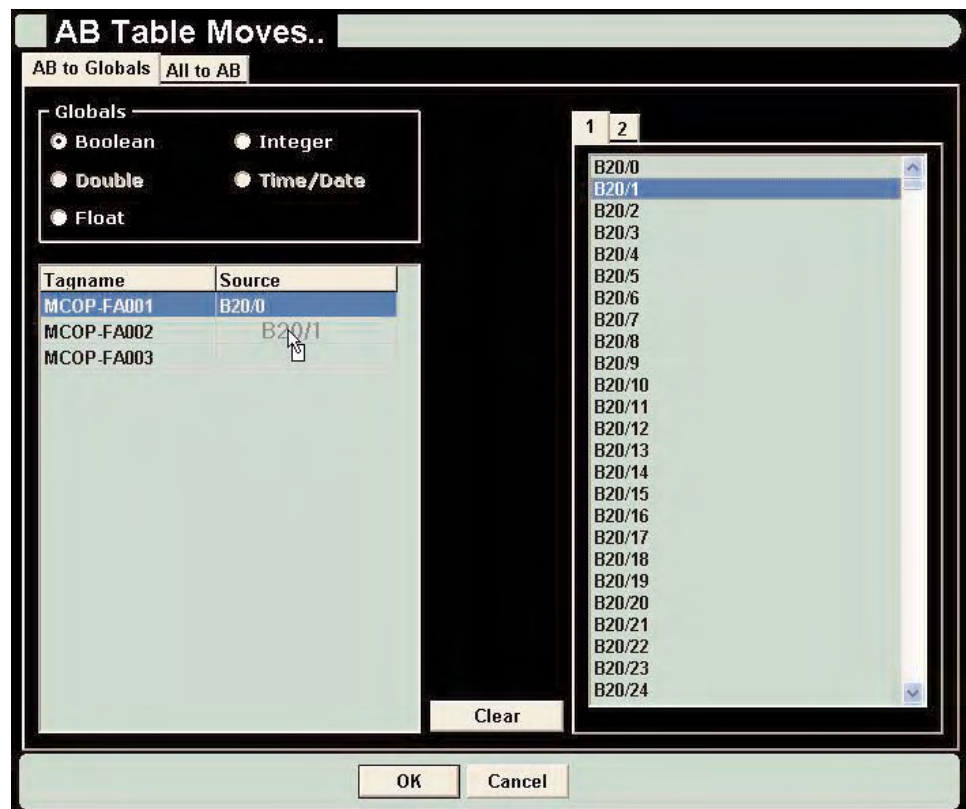 AB Table Moves..
AB to Globals
All to AB
Globals
Boolean
Integer
Double
Time/Date
Float
Tagname Source
MCOP-FA001 B20/0
MCOP-FA002 B20/1
MCOP-FA003
1
2
B20/0
B20/1
B20/2
B20/3
B20/4
B20/5
B20/6
B20/7
B20/8
B20/9
B20/10
B20/11
B20/12
B20/13
B20/14
B20/15
B20/16
B20/17
B20/18
B20/19
B20/20
B20/21
B20/22
B20/23
B20/24
Clear
OK
Cancel